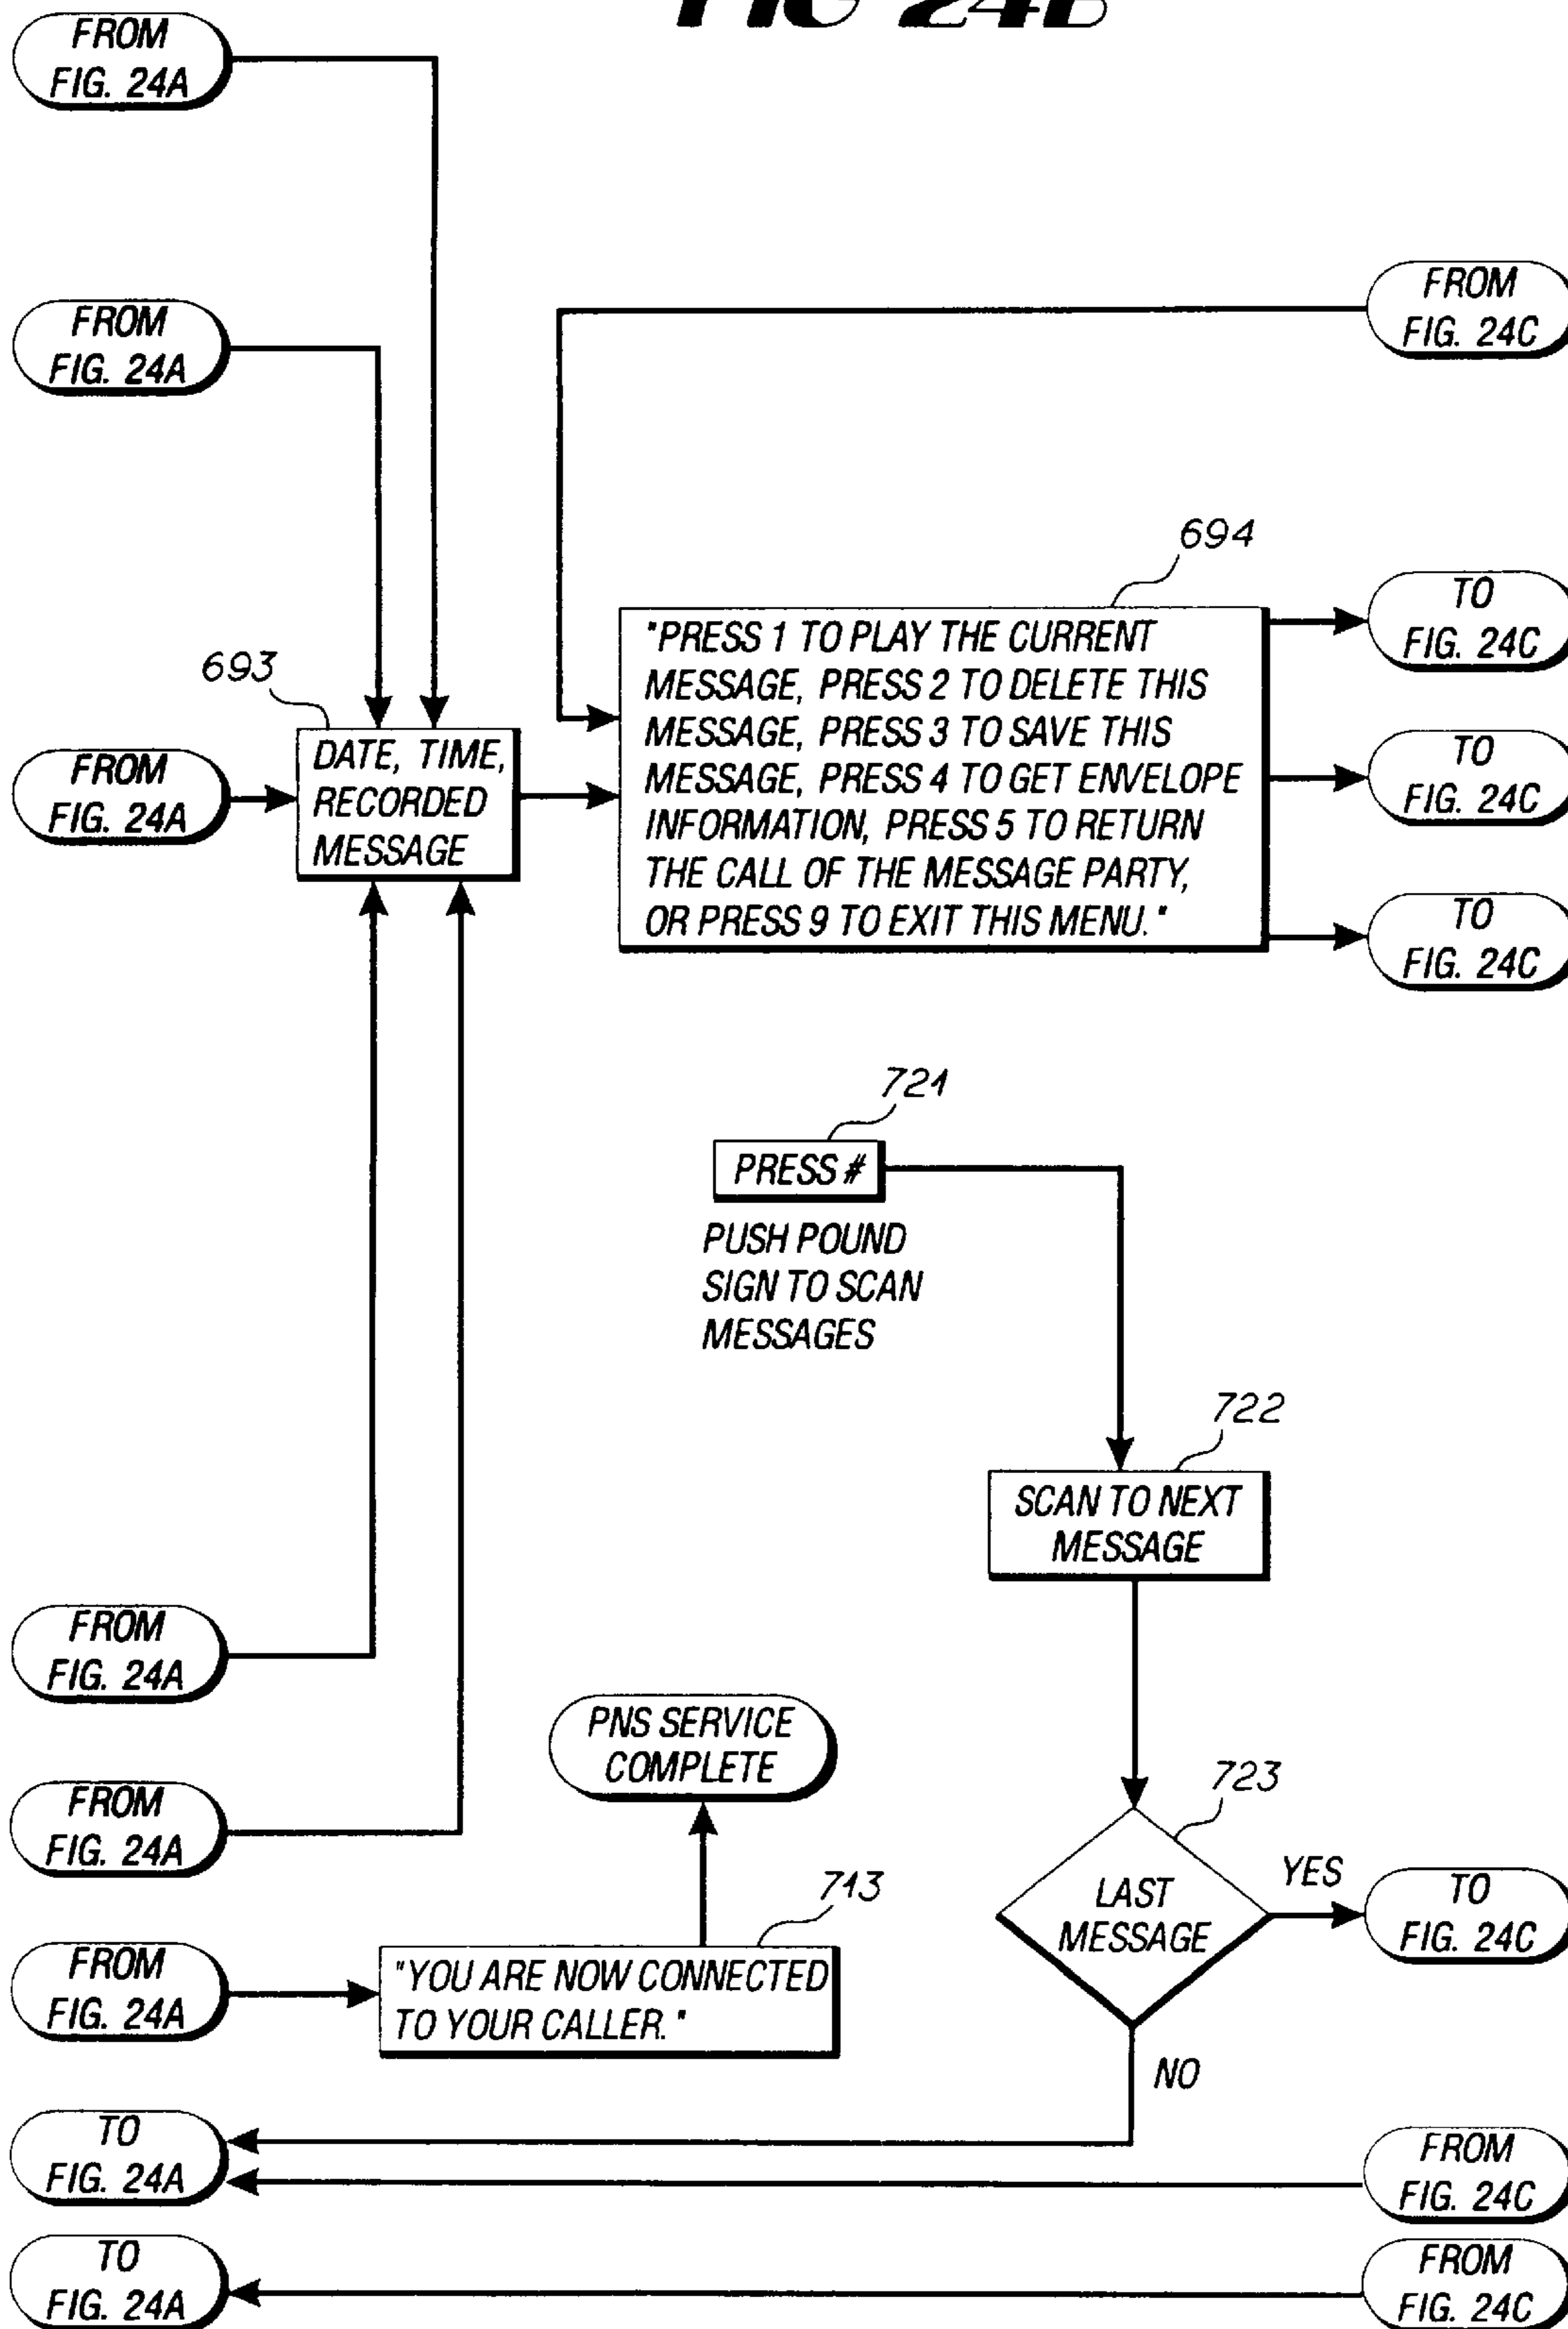 FIG 24B
FROM
FIG. 24A
FROM
FIG. 24A
FROM
FIG. 24C
694
"PRESS 1 TO PLAY THE CURRENT
MESSAGE, PRESS 2 TO DELETE THIS
MESSAGE, PRESS 3 TO SAVE THIS
MESSAGE, PRESS 4 TO GET ENVELOPE
INFORMATION, PRESS 5 TO RETURN
THE CALL OF THE MESSAGE PARTY,
OR PRESS 9 TO EXIT THIS MENU."
TO
FIG. 24C
TO
FIG. 24C
TO
FIG. 24C
693
FROM
FIG. 24A
DATE, TIME,
RECORDED
MESSAGE
721
PRESS #
PUSH POUND
SIGN TO SCAN
MESSAGES
722
SCAN TO NEXT
MESSAGE
FROM
FIG. 24A
PNS SERVICE
COMPLETE
FROM
FIG. 24A
723
LAST
MESSAGE
YES
TO
FIG. 24C
713
FROM
FIG. 24A
"YOU ARE NOW CONNECTED
TO YOUR CALLER."
NO
TO
FIG. 24A
FROM
FIG. 24C
TO
FIG. 24A
FROM
FIG. 24C